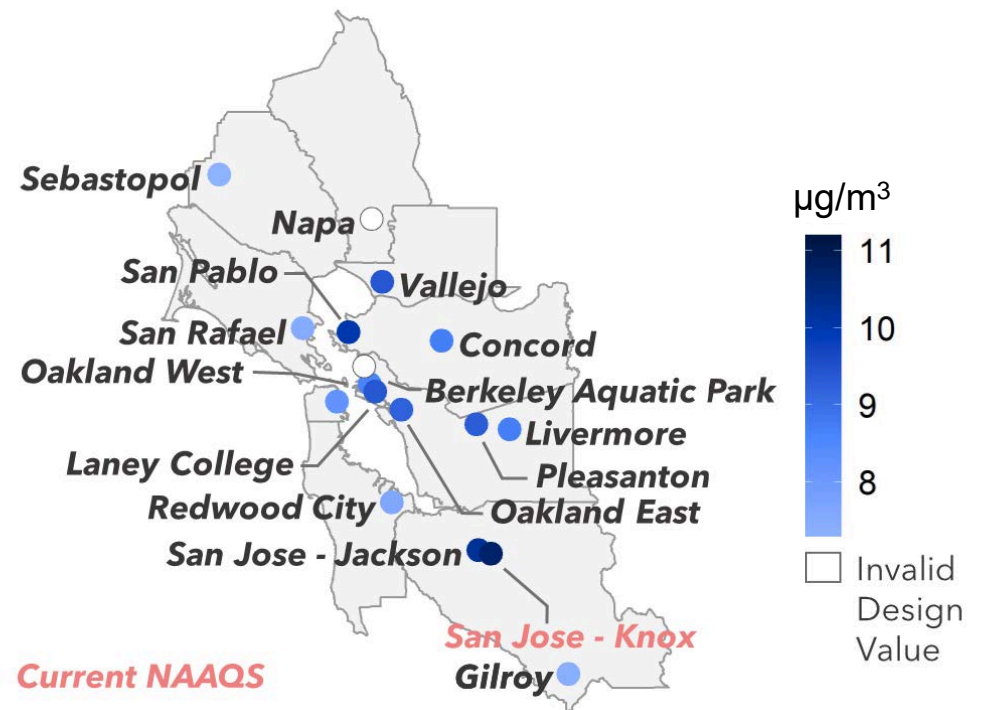 Sebastopol
Napa
San Pablo
Vallejo
San Rafael
Concord
Oakland West
Berkeley Aquatic Park
Livermore
Laney College
Pleasanton
Redwood City
Oakland East
San Jose - Jackson
San Jose - Knox
Current NAAQS
Gilroy
µg/m³
11
10
9
8
Invalid
Design
Value